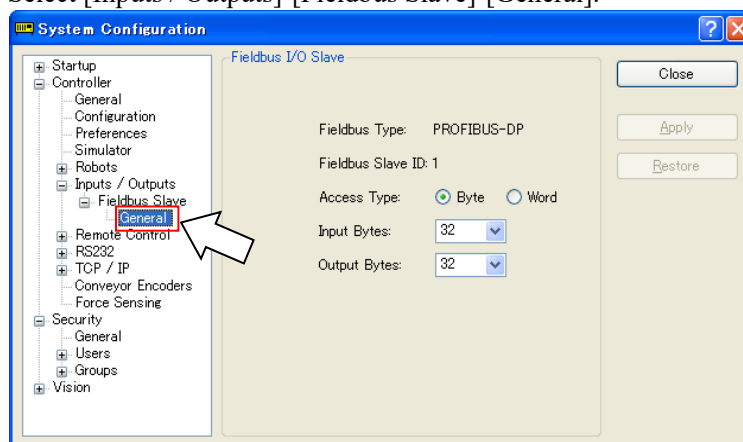 Select [Inputs / Outputs]-[Fieldbus Slave]-[General].
System Configuration
Startup
Controller
General
Configuration
Preferences
Simulator
Robots
Inputs / Outputs
Fieldbus Slave
General
Remote Control
RS232
TCP / IP
Conveyor Encoders
Force Sensing
Security
General
Users
Groups
Vision
Fieldbus I/O Slave
Fieldbus Type: PROFIBUS-DP
Fieldbus Slave ID: 1
Access Type: Byte Word
Input Bytes: 32
Output Bytes: 32
Close
Apply
Restore